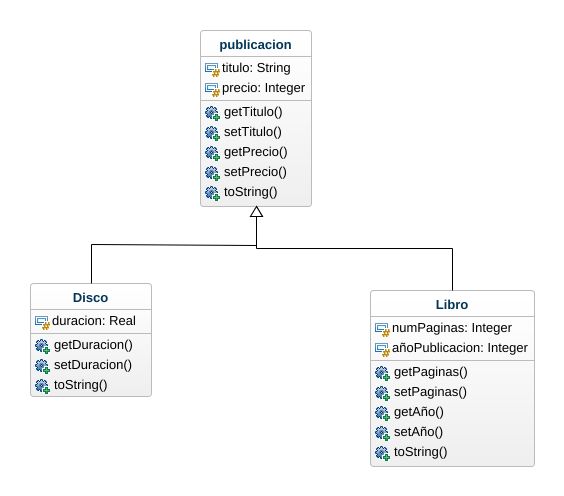 publicacion
titulo: String
precio: Integer
getTitulo()
setTitulo()
getPrecio()
setPrecio()
toString()
Disco
duracion: Real
getDuracion()
setDuracion()
toString()
Libro
numPaginas: Integer
añoPublicacion: Integer
getPaginas()
setPaginas()
getAño()
setAño()
toString()